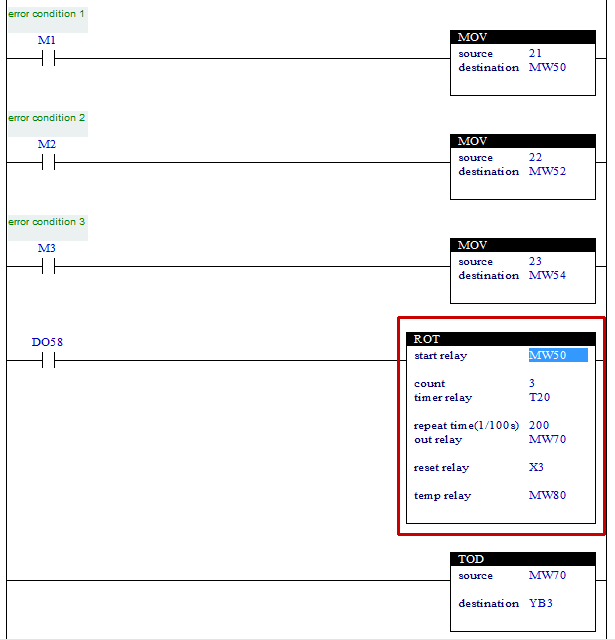 error condition 1
M1
MOV
source 21
destination MW50
error condition 2
M2
MOV
source 22
destination MW52
error condition 3
M3
MOV
source 23
destination MW54
DO58
ROT
start relay MW50
count 3
timer relay T20
repeat time(1/100s) 200
out relay MW70
reset relay X3
temp relay MW80
TOD
source MW70
destination YB3